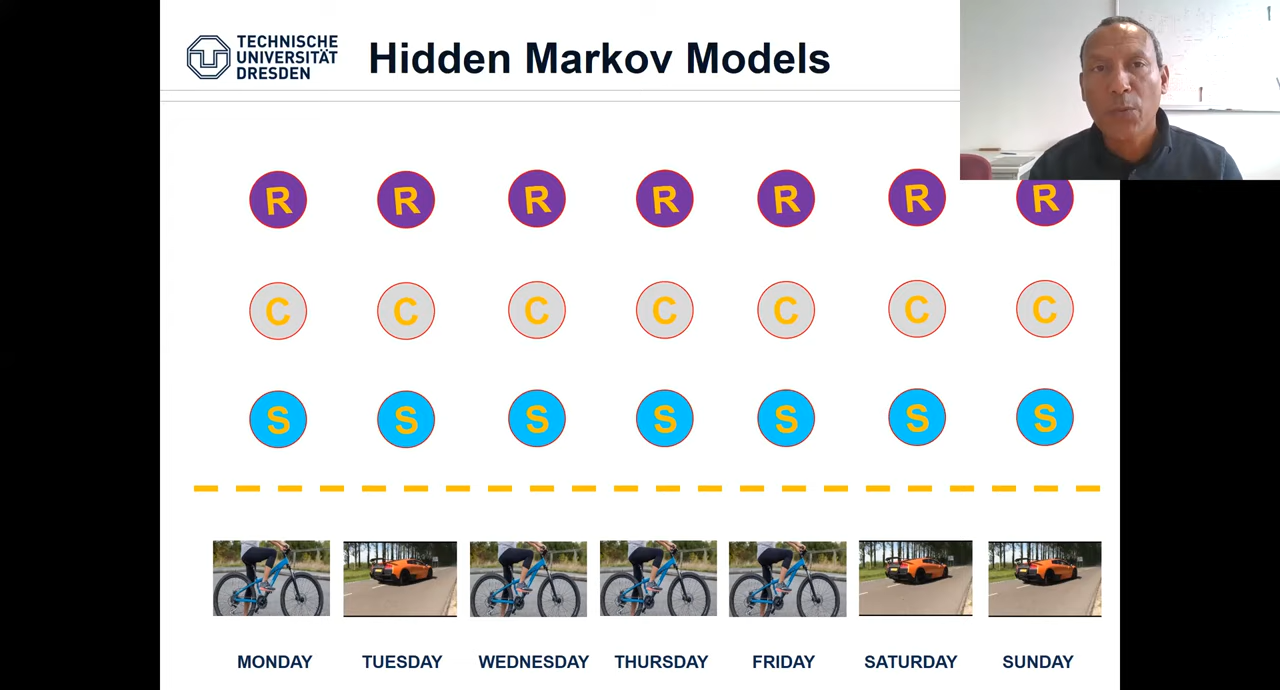 TECHNISCHE
UNIVERSITÄT
DRESDEN
Hidden Markov Models
R R R R R R R
C C C C C C C
S S S S S S S
MONDAY TUESDAY WEDNESDAY THURSDAY FRIDAY SATURDAY SUNDAY